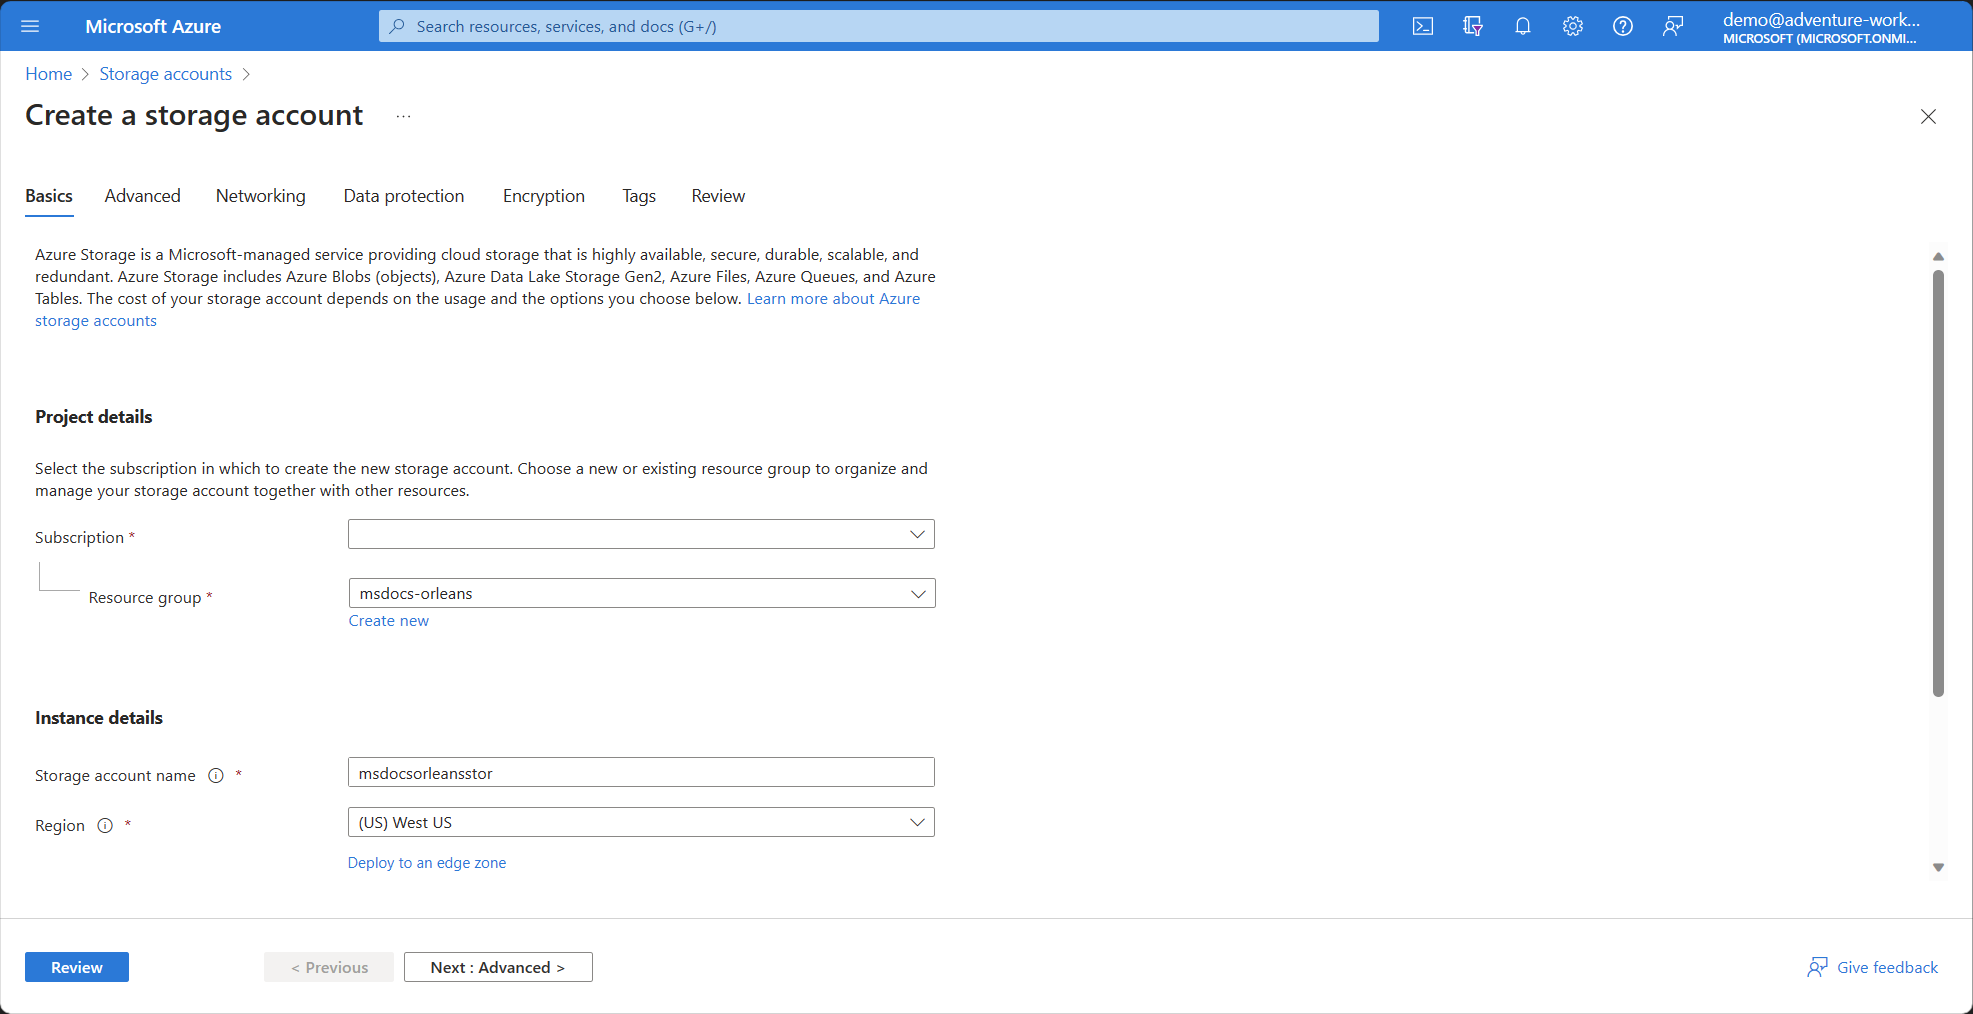 Microsoft Azure
Search resources, services, and docs (G+/)
demo@adventure-work...
MICROSOFT (MICROSOFT.ONMI...
Home > Storage accounts >
Create a storage account ...
Basics Advanced Networking Data protection Encryption Tags Review
Azure Storage is a Microsoft-managed service providing cloud storage that is highly available, secure, durable, scalable, and
redundant. Azure Storage includes Azure Blobs (objects), Azure Data Lake Storage Gen2, Azure Files, Azure Queues, and Azure
Tables. The cost of your storage account depends on the usage and the options you choose below. Learn more about Azure
storage accounts
Project details
Select the subscription in which to create the new storage account. Choose a new or existing resource group to organize and
manage your storage account together with other resources.
Subscription *
Resource group * msdocs-orleans
Create new
Instance details
Storage account name * msdocsorleansstor
Region * (US) West US
Deploy to an edge zone
Review < Previous Next : Advanced > Give feedback